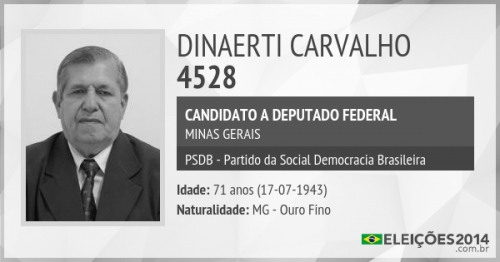 DINAERTI CARVALHO
4528
CANDIDATO A DEPUTADO FEDERAL
MINAS GERAIS
PSDB - Partido da Social Democracia Brasileira
Idade: 71 anos (17-07-1943)
Naturalidade: MG - Ouro Fino
ELEIÇÕES2014
.com.br